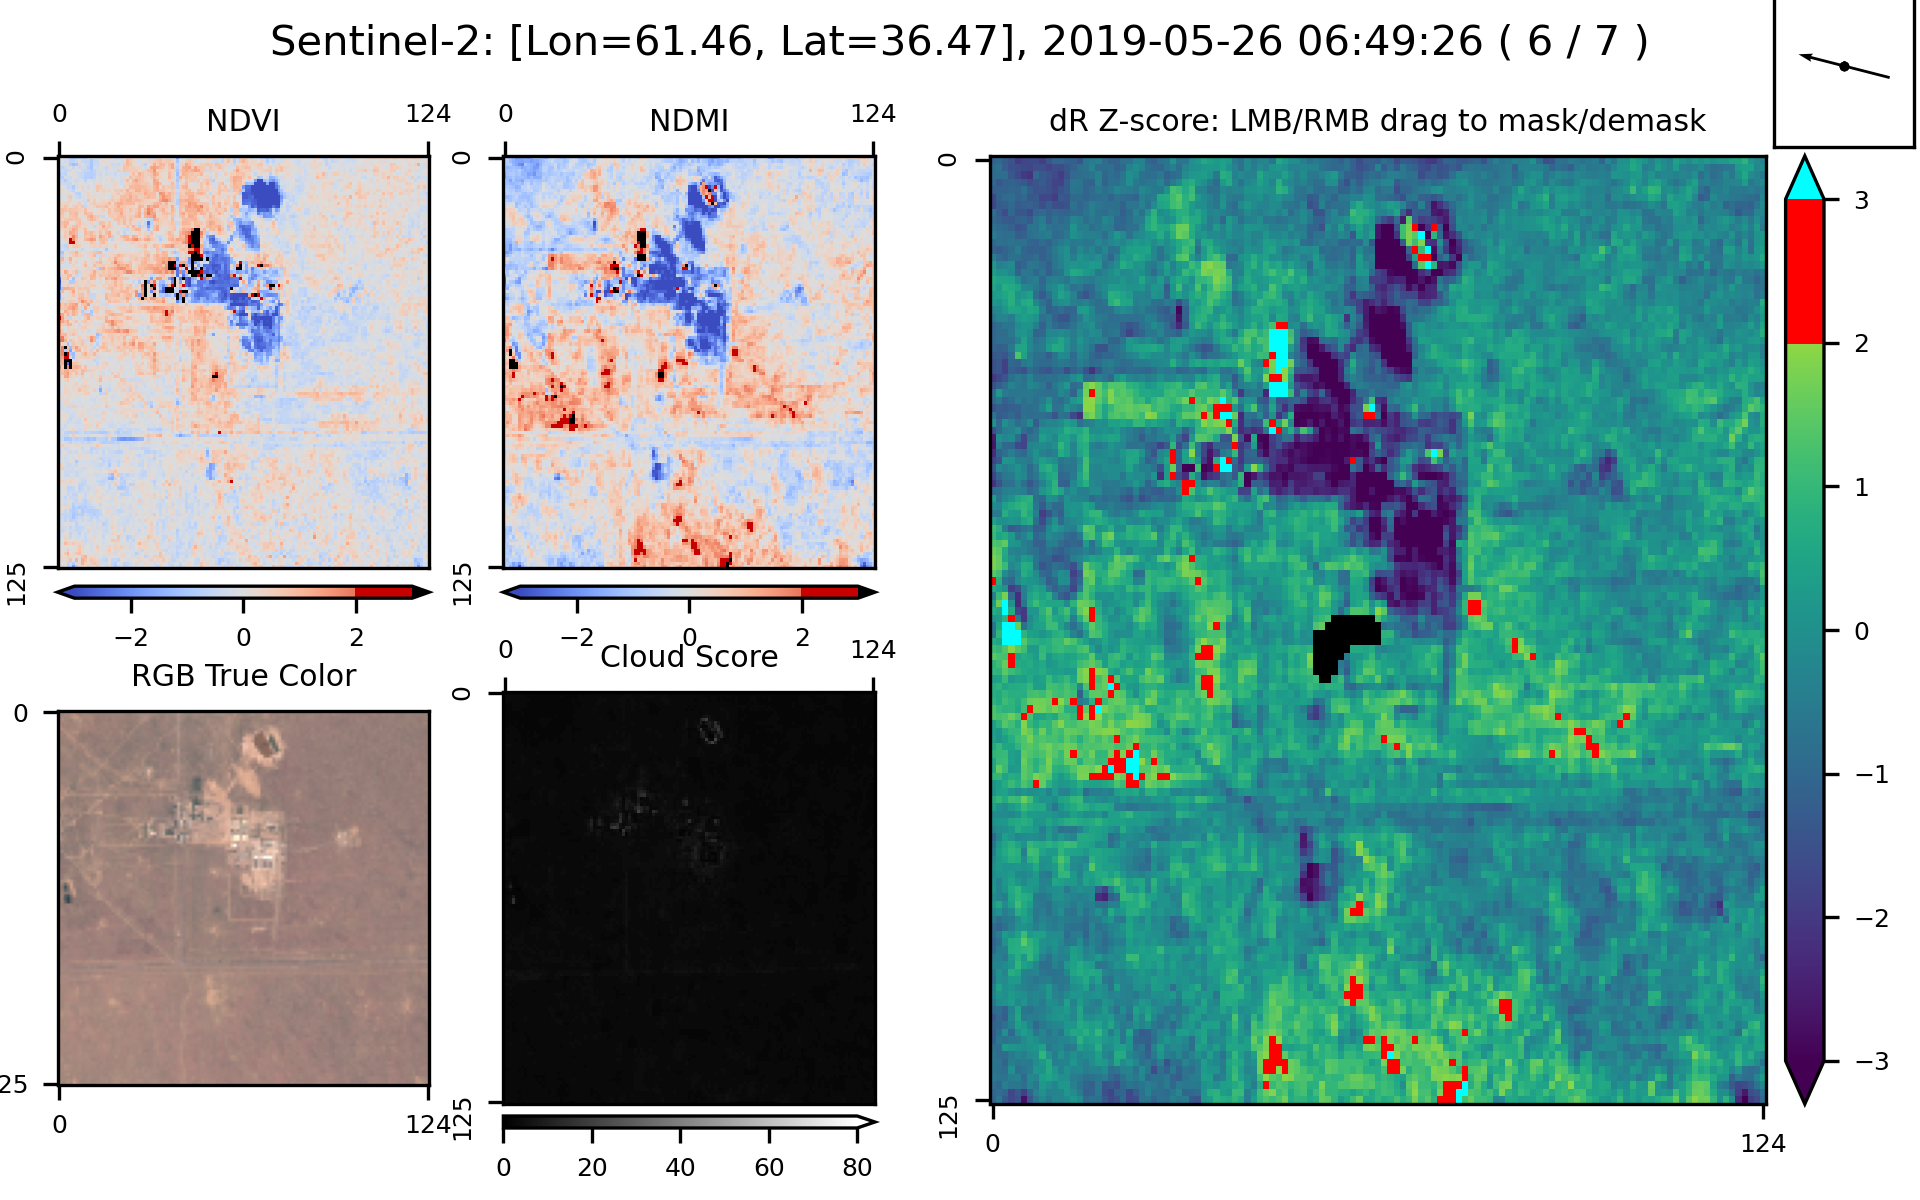 Sentinel-2: [Lon=61.46, Lat=36.47], 2019-05-26 06:49:26 ( 6 / 7 )
NDVI
0 124
0
125
−2 0 2
NDMI
0 124
0
125
−2 0 2
dR Z-score: LMB/RMB drag to mask/demask
0
125
0 124
3
2
1
0
−1
−2
−3
RGB True Color
0
25
0 124
Cloud Score
0 124
0
125
0 20 40 60 80